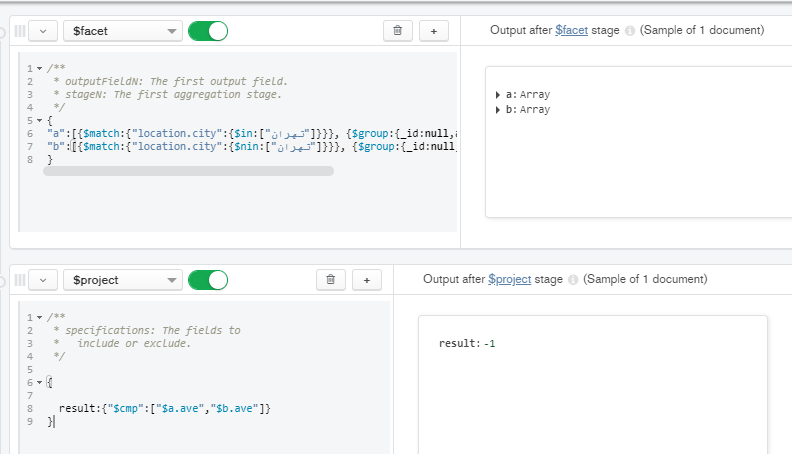 $facet
+
Output after $facet stage (Sample of 1 document)
1 /**
2 * outputFieldN: The first output field.
3 * stageN: The first aggregation stage.
4 */
5 {
6 "a":[{$match:{"location.city":{$in:["تهران"]}}}, {$group:{_id:null,
7 "b":[{$match:{"location.city":{$nin:["تهران"]}}}, {$group:{_id:null
8 }
a: Array
b: Array
$project
+
Output after $project stage (Sample of 1 document)
1 /**
2 * specifications: The fields to
3 * include or exclude.
4 */
5
6 {
7
8 result:{"$cmp":["$a.ave","$b.ave"]}
9 }
result: -1